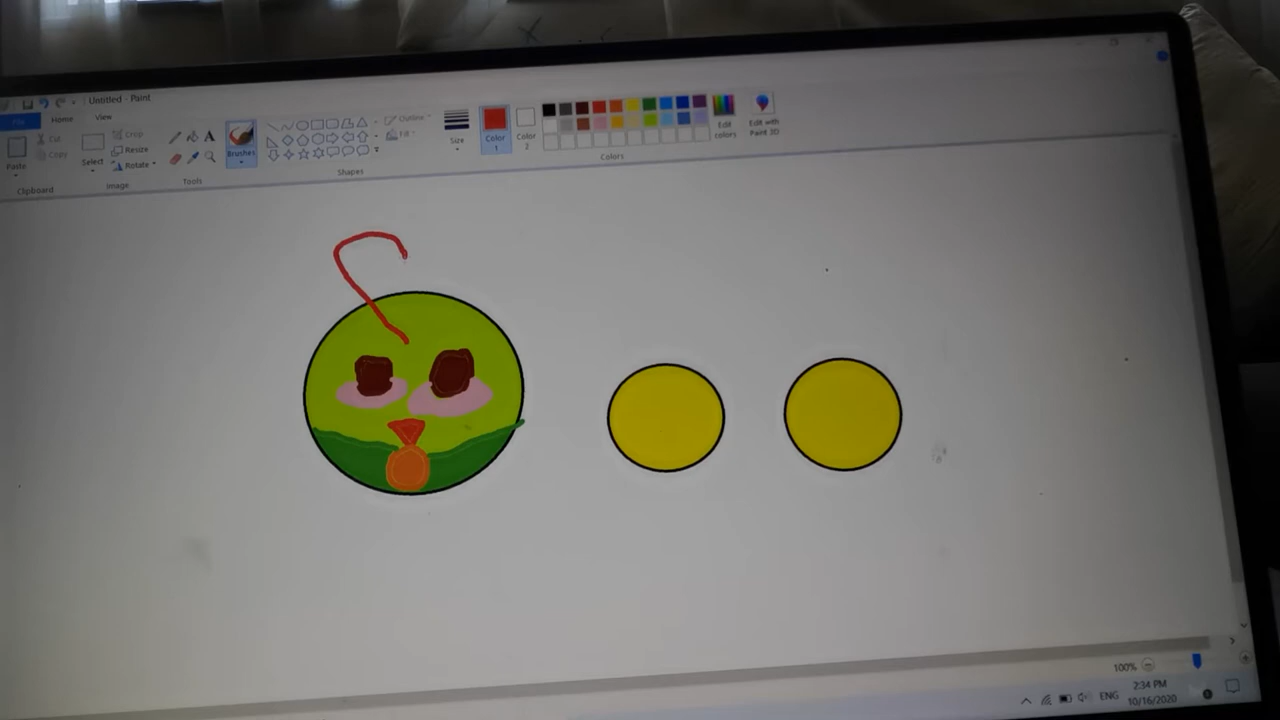 Untitled - Paint
File
Home
View
Paste
Cut
Copy
Clipboard
Select
Crop
Resize
Rotate
Image
A
Tools
Brushes
Outline
Fill
Shapes
Size
Color 1
Color 2
Edit colors
Edit with Paint 3D
Colors
100%
ENG
2:34 PM
10/16/2020